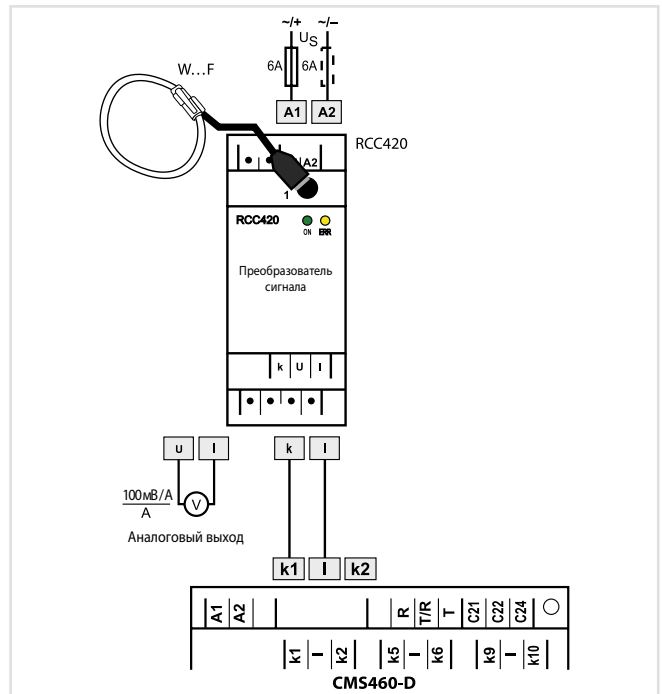 ~/+ ~/–
US
6A 6A
W…F
A1 A2
RCC420
A2
1
RCC420
ON ERR
Преобразователь
сигнала
k U I
U I k I
100мВ/А
A
V
Аналоговый выход
k1 I k2
A1 A2 R T/R T C21 C22 C24
k1 I k2 k5 I k6 k9 I k10
CMS460-D